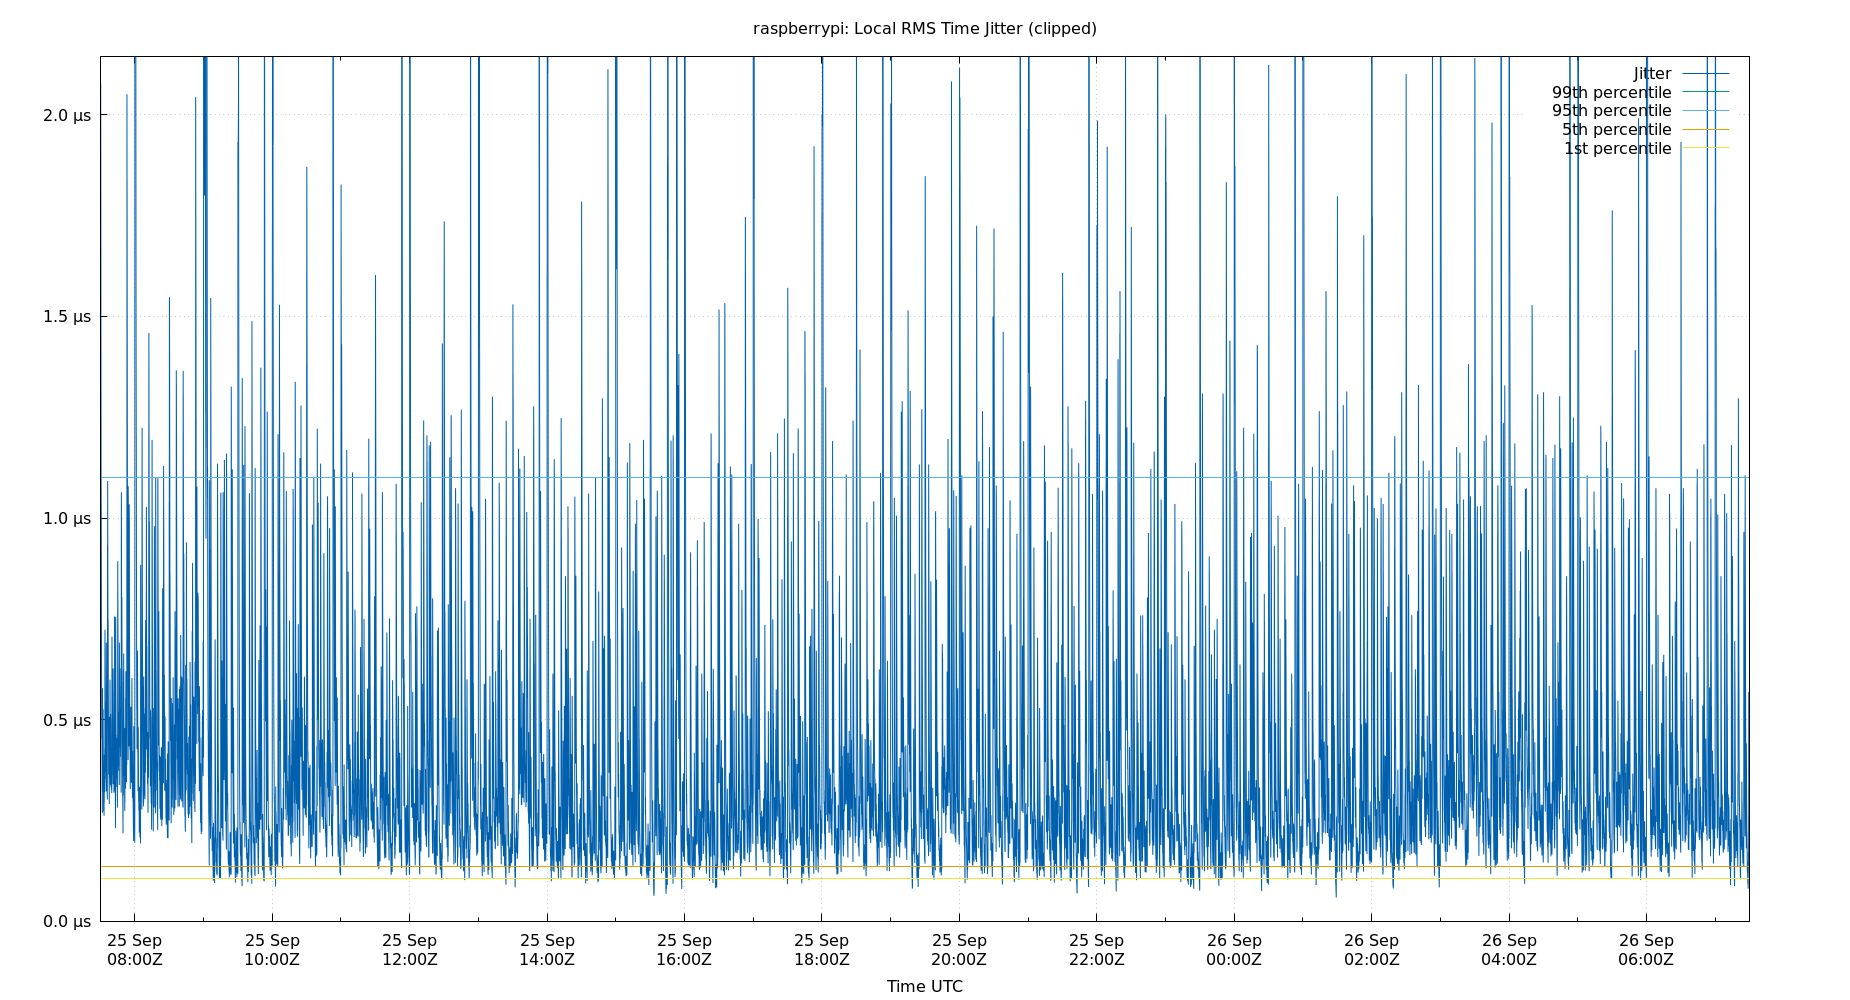 raspberrypi: Local RMS Time Jitter (clipped)
Jitter
99th percentile
95th percentile
5th percentile
1st percentile
2.0 μs
1.5 μs
1.0 μs
0.5 μs
0.0 μs
25 Sep 25 Sep 25 Sep 25 Sep 25 Sep 25 Sep 25 Sep 25 Sep 26 Sep 26 Sep 26 Sep 26 Sep
08:00Z 10:00Z 12:00Z 14:00Z 16:00Z 18:00Z 20:00Z 22:00Z 00:00Z 02:00Z 04:00Z 06:00Z
Time UTC